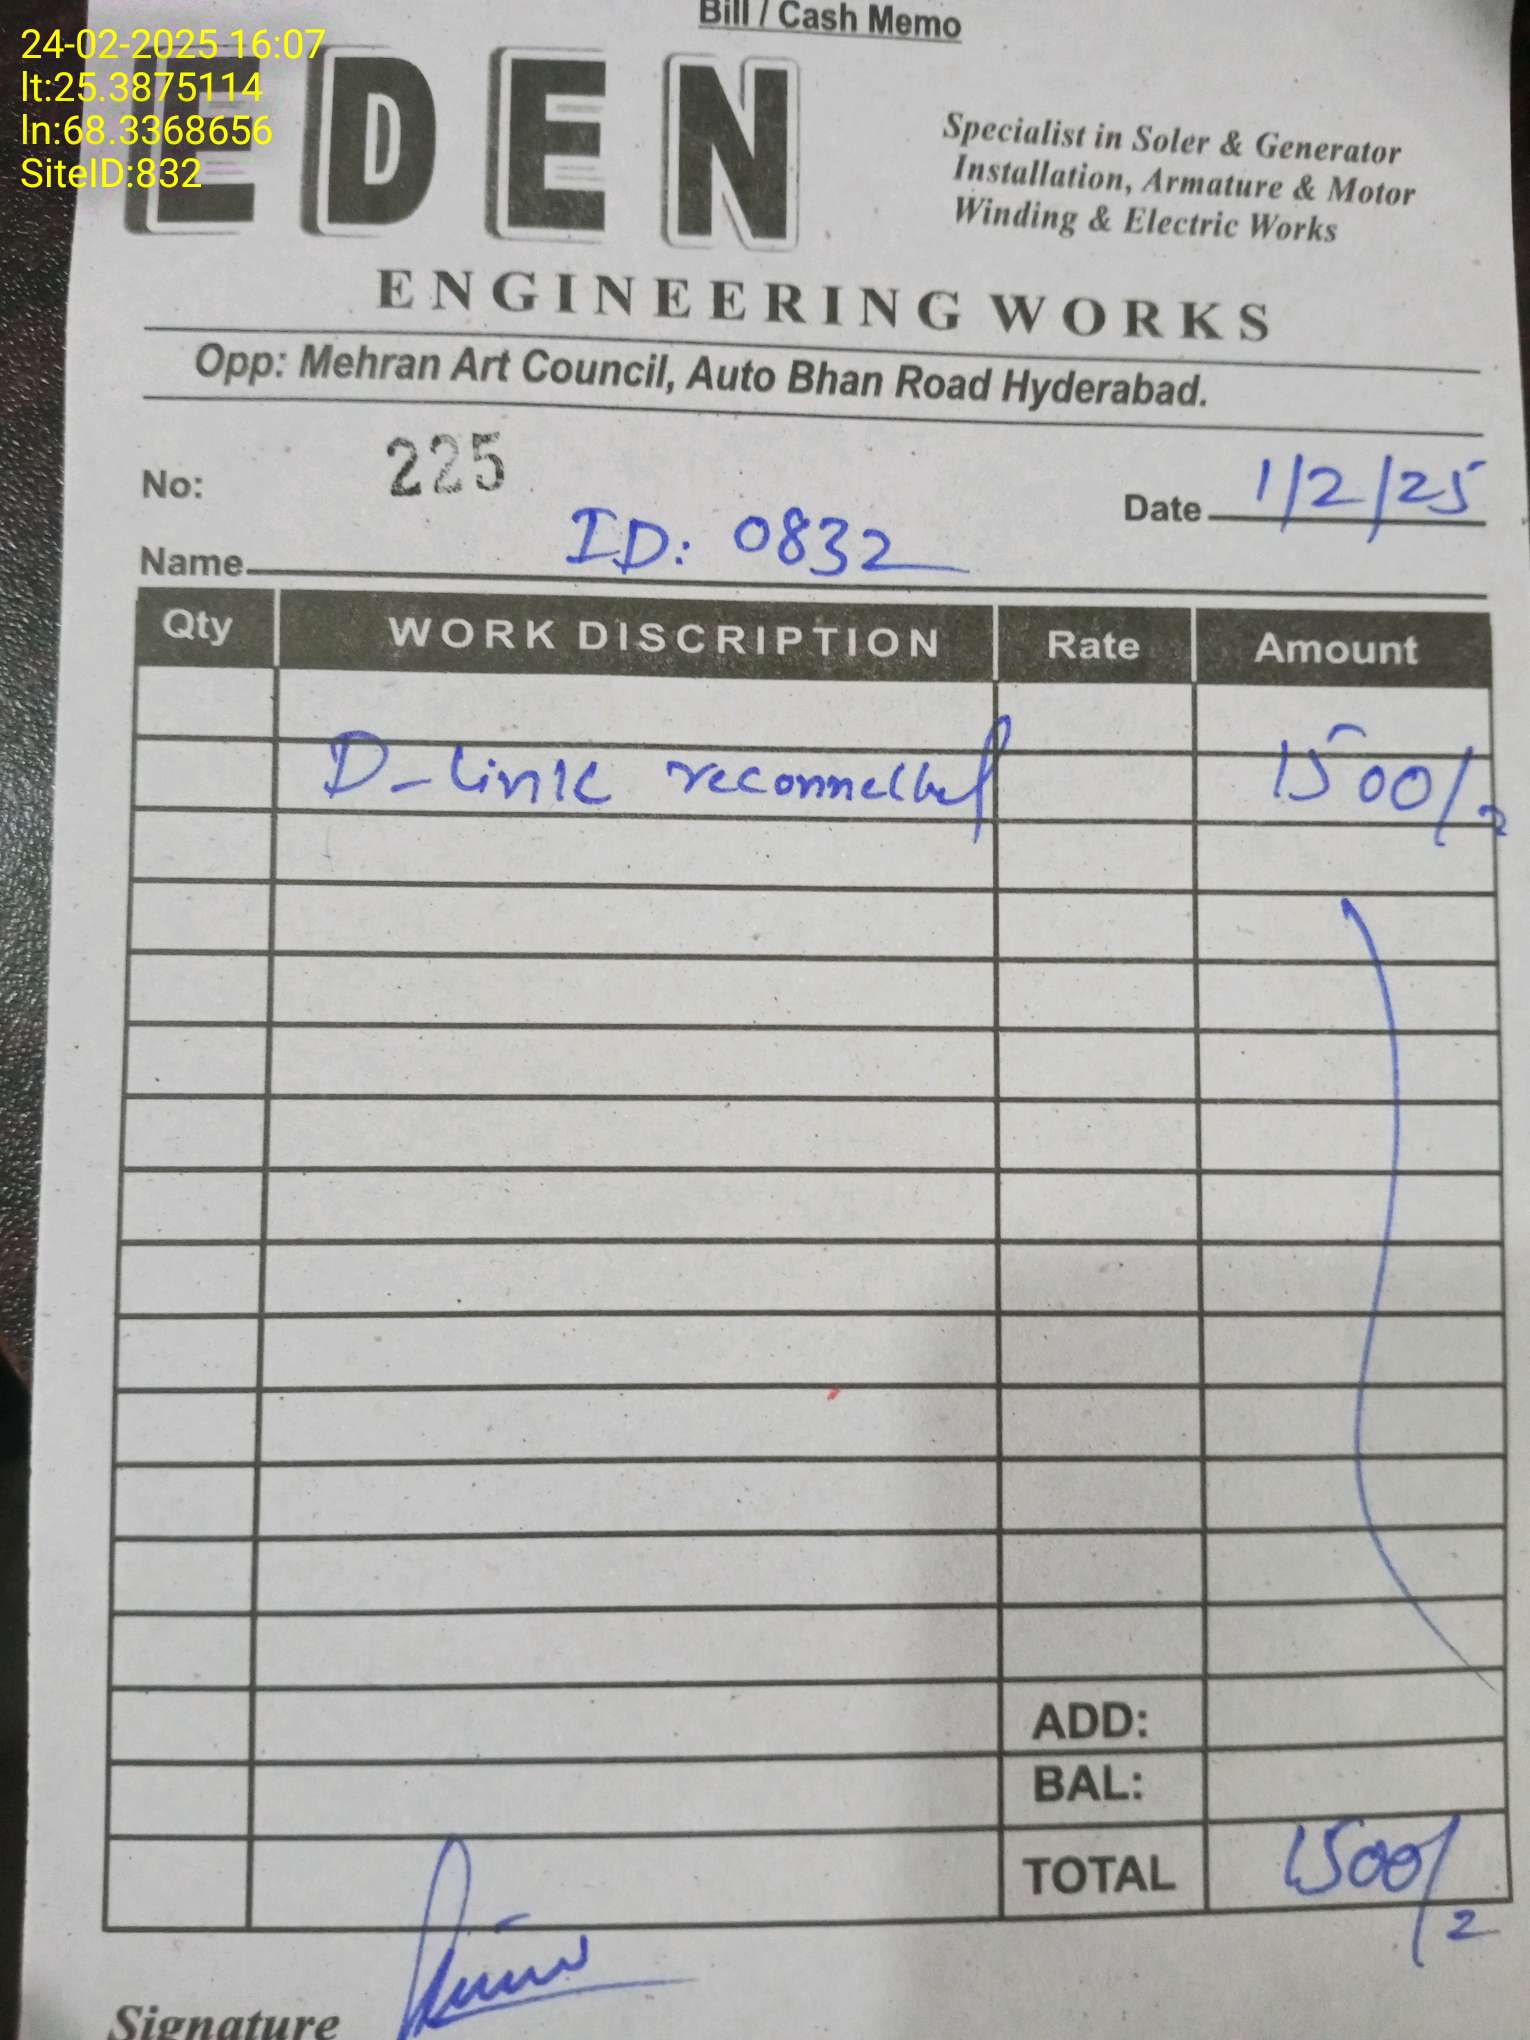 Bill / Cash Memo
24-02-2025 16:07
lt:25.3875114
ln:68.3368656
SiteID:832
EDEN
Specialist in Soler & Generator
Installation, Armature & Motor
Winding & Electric Works
ENGINEERING WORKS
Opp: Mehran Art Council, Auto Bhan Road Hyderabad.
No: 225
Date 1/2/25
Name ID: 0832
Qty WORK DISCRIPTION Rate Amount
D-link reconnected 1500/-
ADD:
BAL:
TOTAL 1500/-
Signature